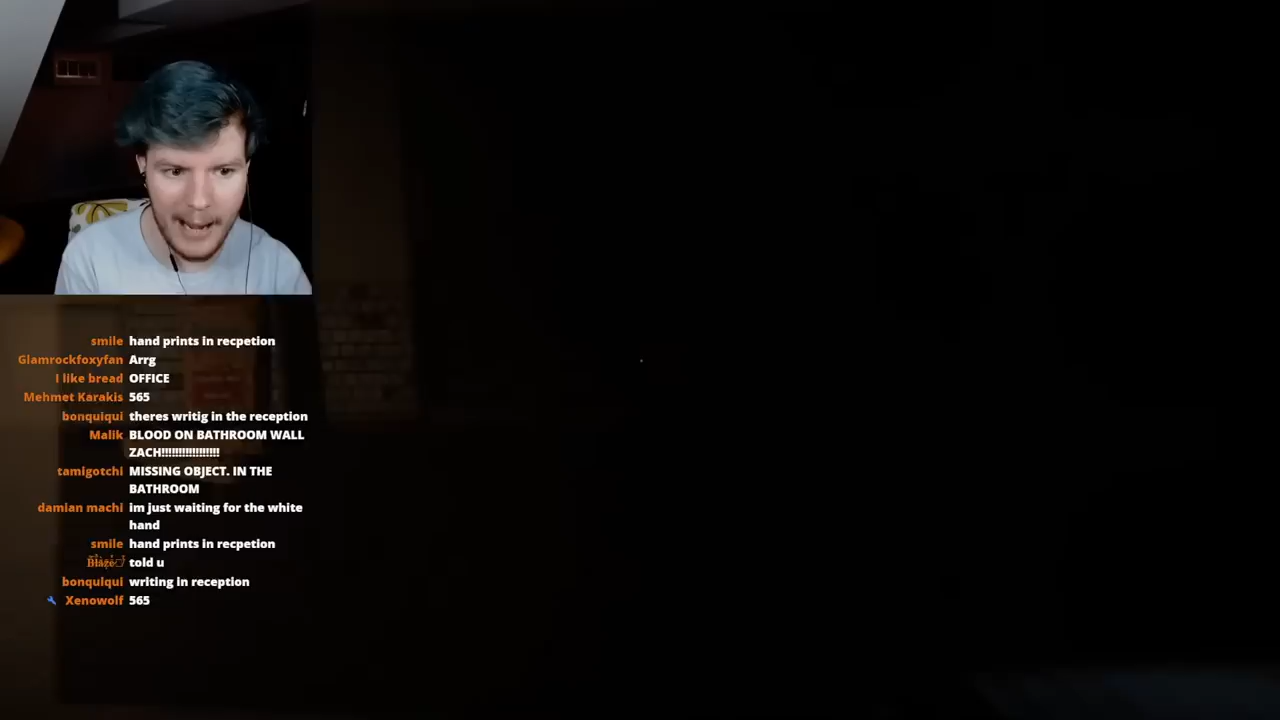 smile hand prints in recpetion
Glamrockfoxyfan Arrg
I like bread OFFICE
Mehmet Karakis 565
bonquiqui theres writig in the reception
Malik BLOOD ON BATHROOM WALL
ZACH!!!!!!!!!!!!!!!!!
tamigotchi MISSING OBJECT. IN THE
BATHROOM
damian machi im just waiting for the white
hand
smile hand prints in recpetion
told u
bonquiqui writing in reception
Xenowolf 565